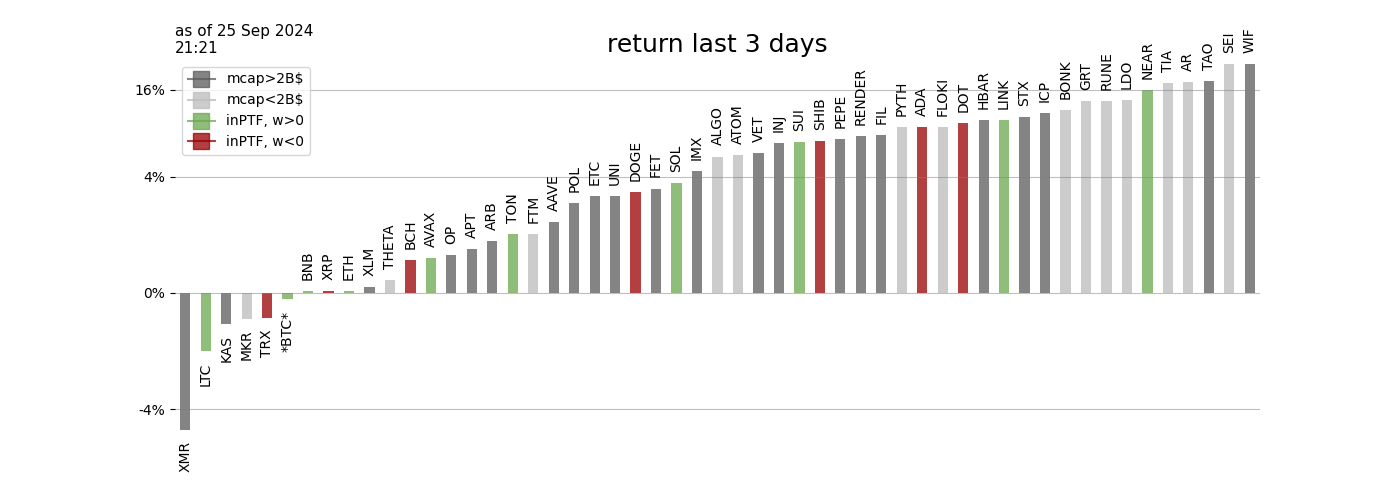 as of 25 Sep 2024
21:21
return last 3 days
mcap>2B$
mcap<2B$
inPTF, w>0
inPTF, w<0
16%
4%
0%
-4%
XMR
LTC
KAS
MKR
TRX
*BTC*
BNB
XRP
ETH
XLM
THETA
BCH
AVAX
OP
APT
ARB
TON
FTM
AAVE
POL
ETC
UNI
DOGE
FET
SOL
IMX
ALGO
ATOM
VET
INJ
SUI
SHIB
PEPE
RENDER
FIL
PYTH
ADA
FLOKI
DOT
HBAR
LINK
STX
ICP
BONK
GRT
RUNE
LDO
NEAR
TIA
AR
TAO
SEI
WIF